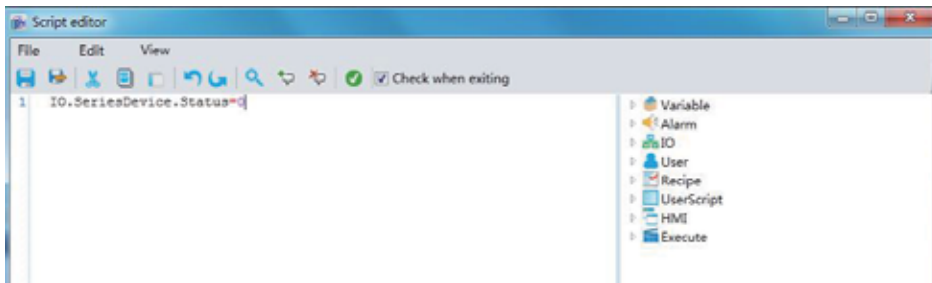 Script editor
File Edit View
Check when exiting
1 IO.SeriesDevice.Status=0
Variable
Alarm
IO
User
Recipe
UserScript
HMI
Execute